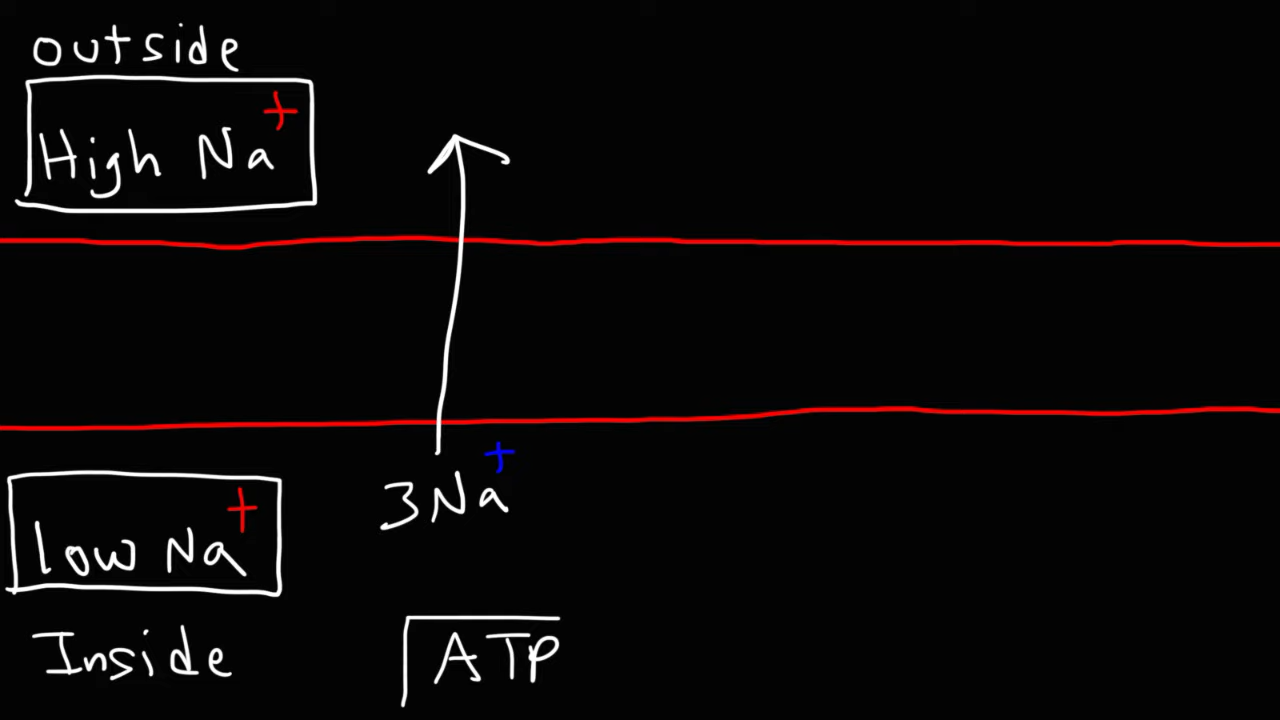 outside
High Na+
3Na+
low Na+
Inside
ATP